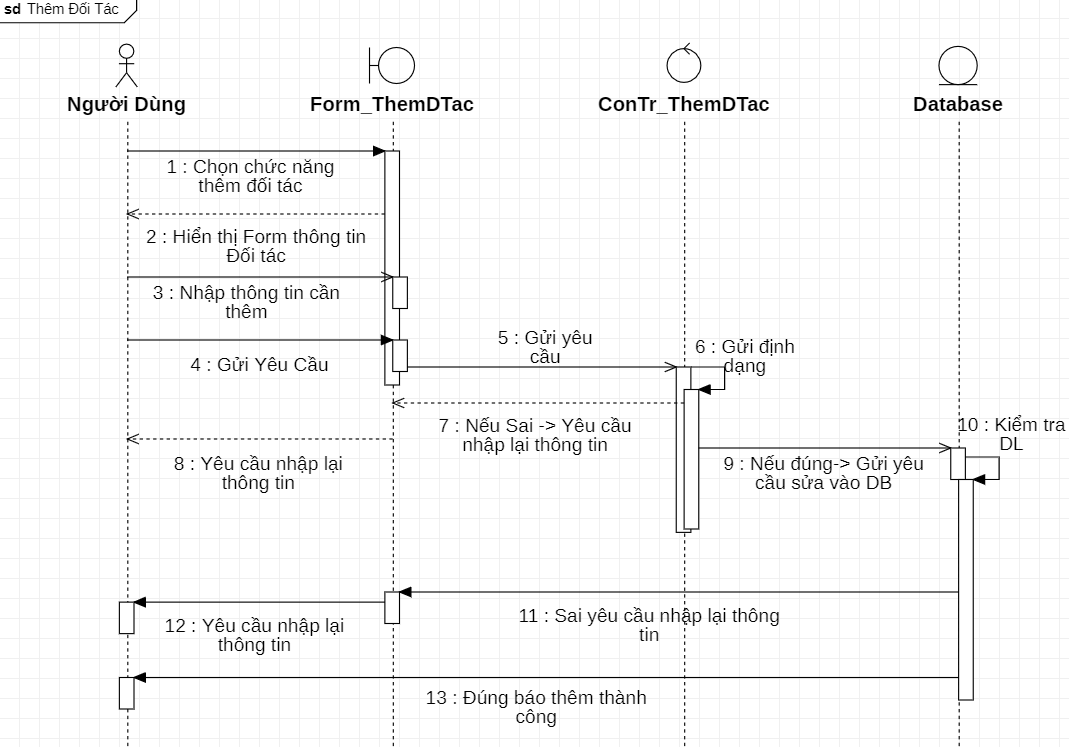 sd Thêm Đối Tác
Người Dùng
Form_ThemDTac
ConTr_ThemDTac
Database
1 : Chọn chức năng
thêm đối tác
2 : Hiển thị Form thông tin
Đối tác
3 : Nhập thông tin cần
thêm
4 : Gửi Yêu Cầu
5 : Gửi yêu
cầu
6 : Gửi định
dạng
7 : Nếu Sai -> Yêu cầu
nhập lại thông tin
8 : Yêu cầu nhập lại
thông tin
9 : Nếu đúng-> Gửi yêu
cầu sửa vào DB
10 : Kiểm tra
DL
11 : Sai yêu cầu nhập lại thông
tin
12 : Yêu cầu nhập lại
thông tin
13 : Đúng báo thêm thành
công